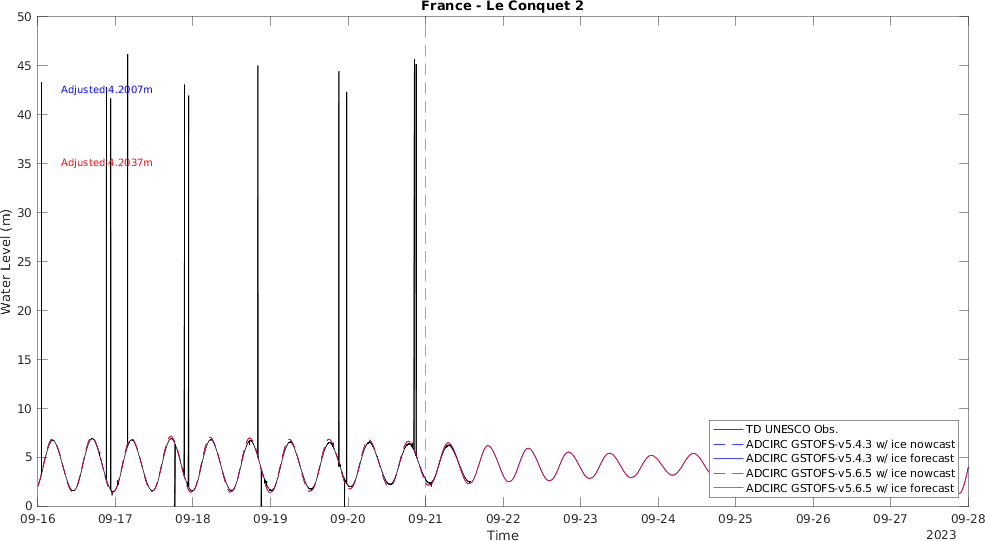 France - Le Conquet 2
50
45
40
35
30
25
20
15
10
5
0
Water Level (m)
Adjusted 4.2007m
Adjusted 4.2037m
TD UNESCO Obs.
ADCIRC GSTOFS-v5.4.3 w/ ice nowcast
ADCIRC GSTOFS-v5.4.3 w/ ice forecast
ADCIRC GSTOFS-v5.6.5 w/ ice nowcast
ADCIRC GSTOFS-v5.6.5 w/ ice forecast
09-16 09-17 09-18 09-19 09-20 09-21 09-22 09-23 09-24 09-25 09-26 09-27 09-28
Time
2023